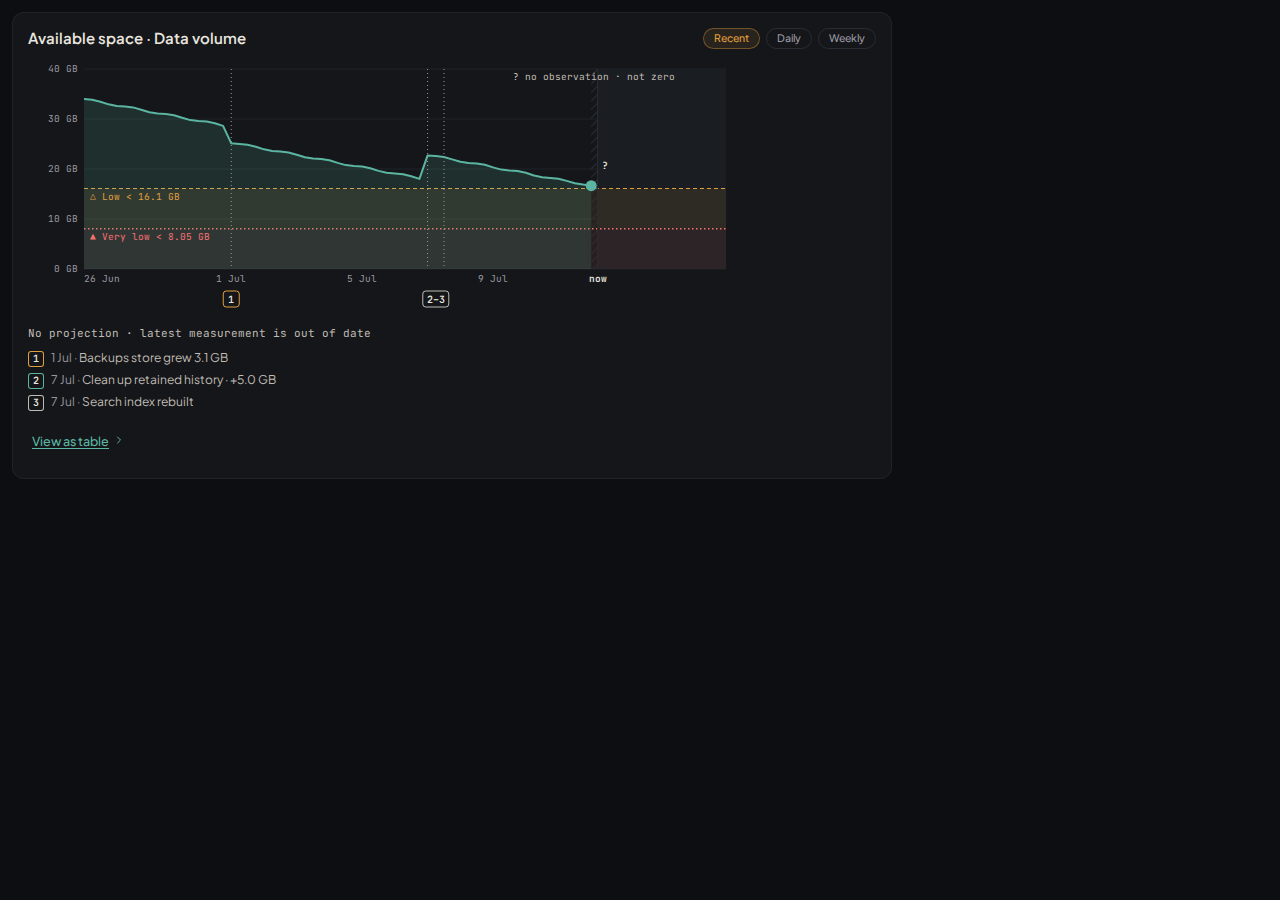 Available space · Data volume
Recent
Daily
Weekly
40 GB
? no observation · not zero
30 GB
20 GB
?
△ Low < 16.1 GB
10 GB
▲ Very low < 8.05 GB
0 GB
26 Jun
1 Jul
5 Jul
9 Jul
now
1
2–3
No projection · latest measurement is out of date
1 1 Jul · Backups store grew 3.1 GB
2 7 Jul · Clean up retained history · +5.0 GB
3 7 Jul · Search index rebuilt
View as table ›